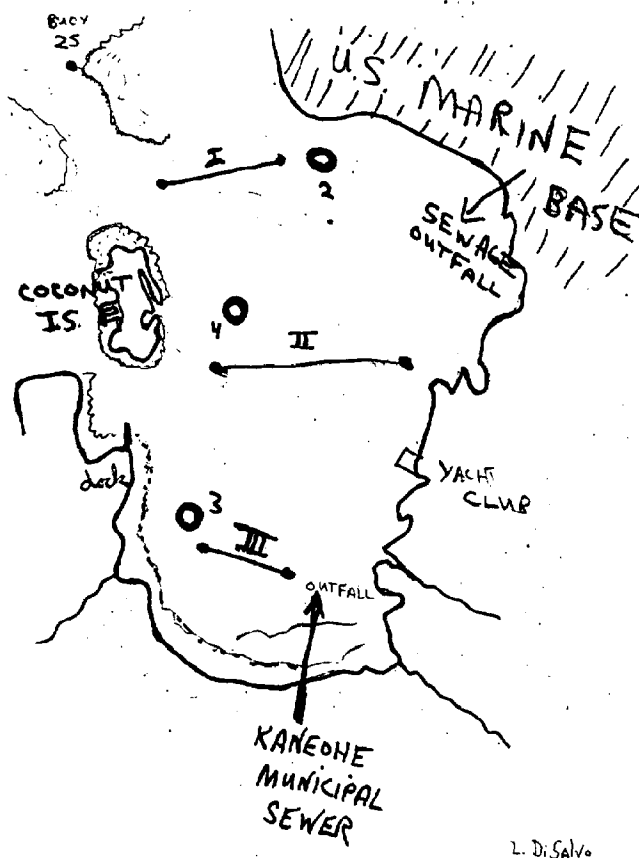 BUOY
25
U.S. MARINE
BASE
I
2
SEWAGE
OUTFALL
COCONUT
IS.
4
II
dock
YACHT
CLUB
3
III
OUTFALL
KANEOHE
MUNICIPAL
SEWER
L. DiSalvo